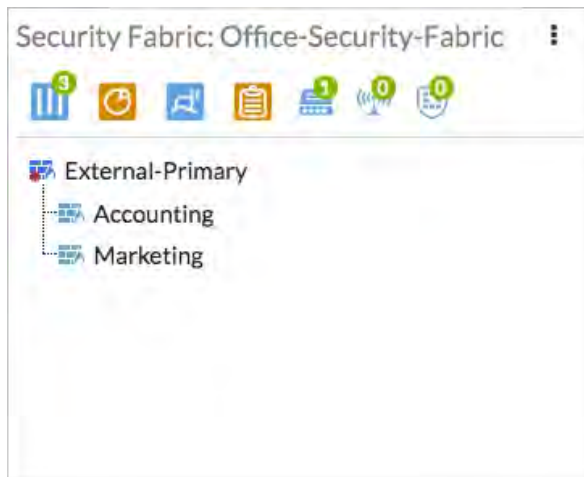 Security Fabric: Office-Security-Fabric
3 1 0 0
External-Primary
Accounting
Marketing